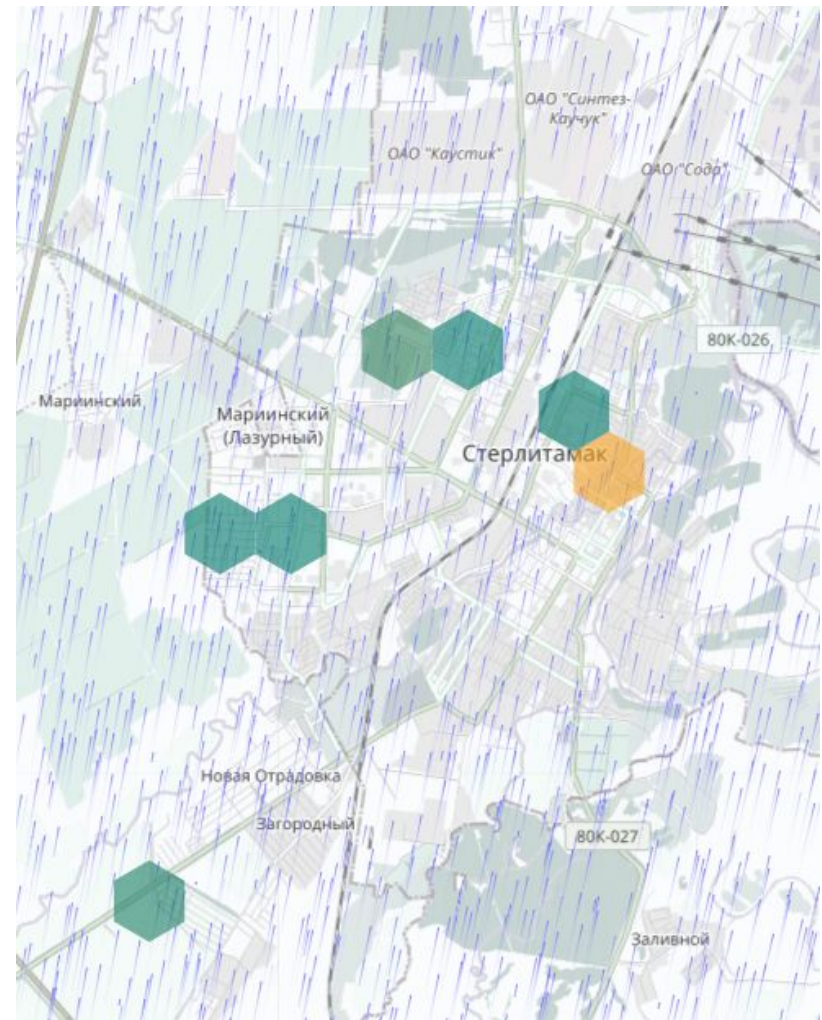 ОАО "Синтез-
Каучук"
ОАО "Каустик"
ОАО "Сода"
80К-026
Мариинский
Мариинский
(Лазурный)
Стерлитамак
Новая Отрадовка
Загородный
80К-027
Заливной